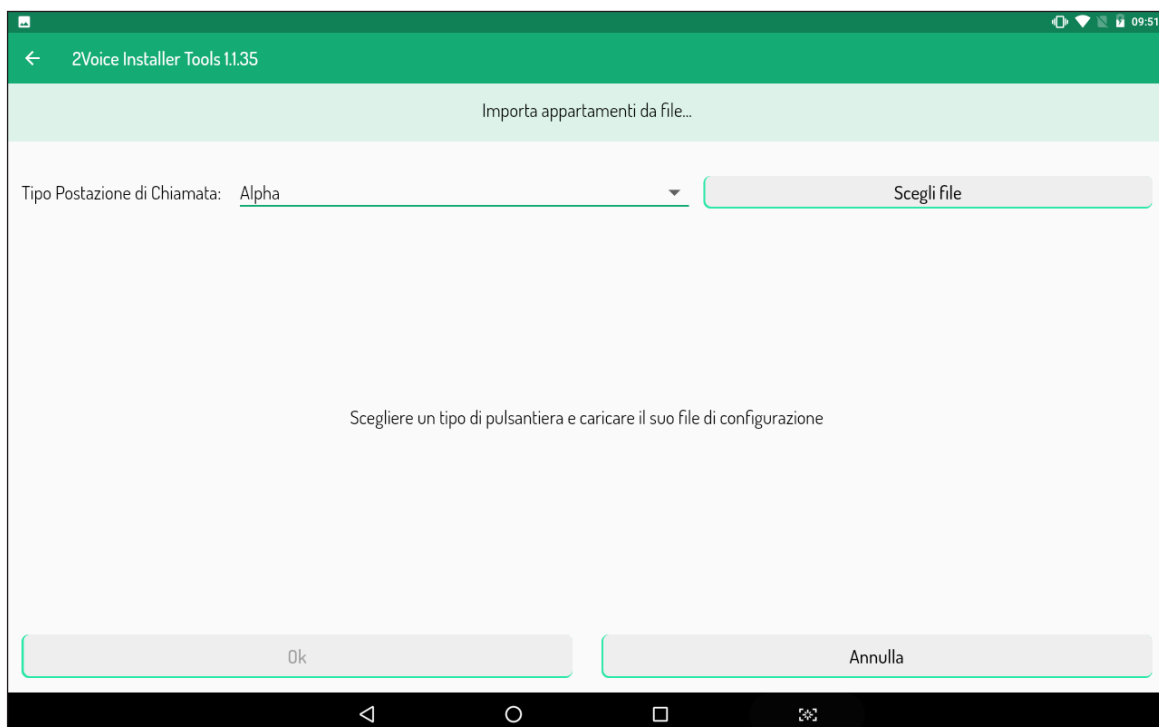 09:51
2Voice Installer Tools 1.1.35
Importa appartamenti da file...
Tipo Postazione di Chiamata: Alpha Scegli file
Scegliere un tipo di pulsantiera e caricare il suo file di configurazione
Ok Annulla